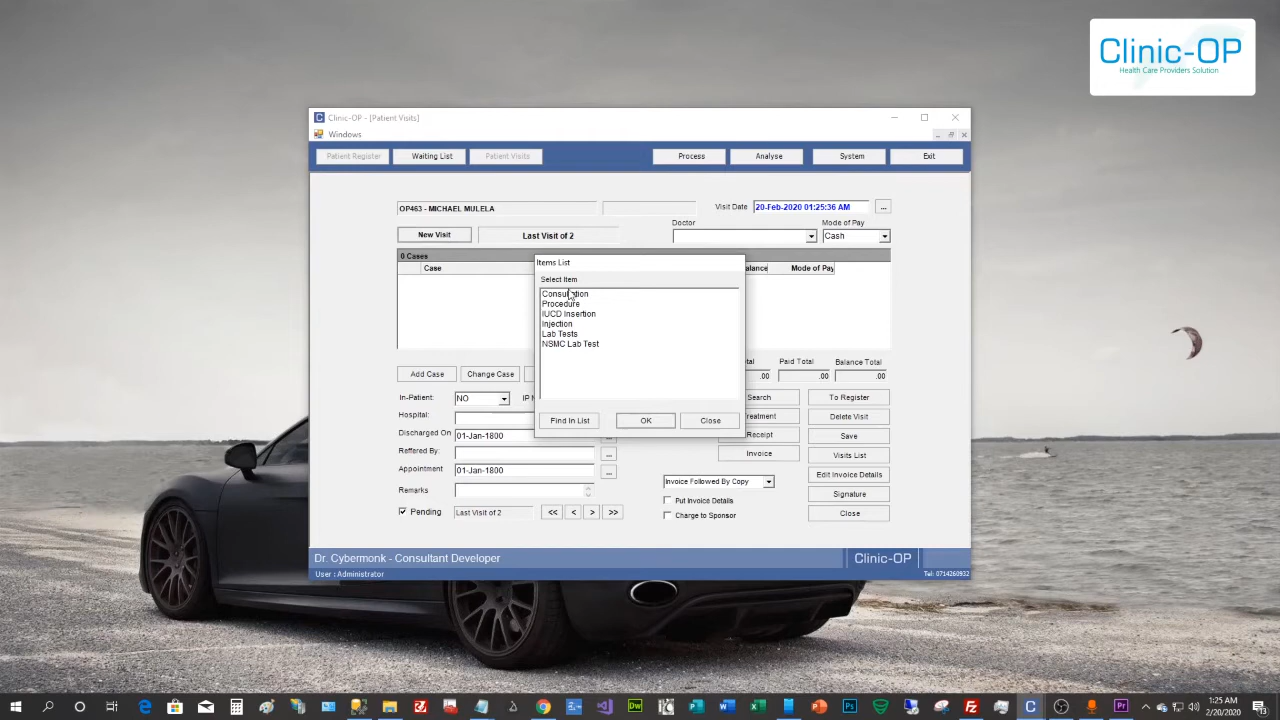 Clinic-OP
Health Care Providers Solution
Clinic-OP - [Patient Visits]
Windows
Patient Register
Waiting List
Patient Visits
Process
Analyse
System
Exit
OP463 - MICHAEL MULELA
Visit Date
20-Feb-2020 01:25:36 AM
...
Doctor
Mode of Pay
New Visit
Last Visit of 2
Cash
0 Cases
Case
Mode of Pay
Items List
Select Item
Consultation
Procedure
IUCD Insertion
Injection
Lab Tests
NSMC Lab Test
Find In List
OK
Close
Paid Total
Balance Total
.00
.00
.00
Add Case
Change Case
In-Patient:
NO
Hospital:
Discharged On
01-Jan-1800
Reffered By:
...
Appointment
01-Jan-1800
...
Remarks
Pending
Last Visit of 2
<<
<
>
>>
Search
To Register
Delete Visit
Receipt
Save
Invoice
Visits List
Edit Invoice Details
Invoice Followed By Copy
Signature
Put Invoice Details
Charge to Sponsor
Close
Dr. Cybermonk - Consultant Developer
Clinic-OP
User : Administrator
Tel: 0714260932
1:25 AM
2/20/2020